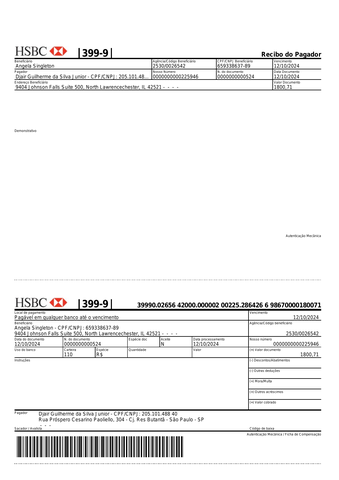 HSBC |399-9| Recibo do Pagador
Beneficiário Agência/Código Beneficiário CPF/CNPJ Beneficiário Vencimento
Angela Singleton 2530/0026542 659338637-89 12/10/2024
Pagador Nosso Número N. do documento Data Documento
Djair Guilherme da Silva Junior - CPF/CNPJ: 205.101.48... 0000000000225946 00000000000524 12/10/2024
Endereço Beneficiário Valor Documento
9404 Johnson Falls Suite 500, North Lawrencechester, IL 42521 - - - - 1800,71
Demonstrativo
Autenticação Mecânica
HSBC |399-9| 39990.02656 42000.000002 00225.286426 6 98670000180071
Local de pagamento Vencimento
Pagável em qualquer banco até o vencimento 12/10/2024
Beneficiário Agência/Código Beneficiário
Angela Singleton - CPF/CNPJ: 659338637-89
9404 Johnson Falls Suite 500, North Lawrencechester, IL 42521 - - - - 2530/0026542
Data do documento N. do documento Espécie doc Aceite Data processamento Nosso número
12/10/2024 00000000000524 N 12/10/2024 0000000000225946
Uso do banco Carteira Espécie Quantidade Valor (=) Valor documento
110 R$ 1800,71
Instruções (-) Descontos/Abatimentos
(-) Outras deduções
(+) Mora/Multa
(+) Outros acréscimos
(=) Valor cobrado
Pagador Djair Guilherme da Silva Junior - CPF/CNPJ: 205.101.488 40
Rua Próspero Cesarino Paoliello, 304 - Cj. Res Butantã - São Paulo - SP
- - -
Sacador / Avalista Código de baixa
Autenticação Mecânica / Ficha de Compensação